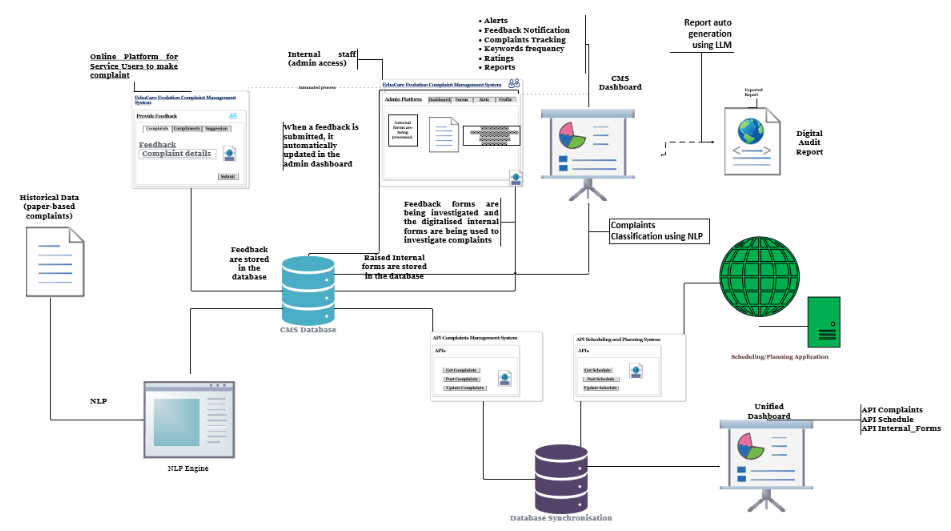 • Alerts
• Feedback Notification
• Complaints Tracking
• Keywords frequency
• Ratings
• Reports
Report auto
generation
using LLM
Online Platform for
Service Users to make
complaint
Internal staff
(admin access)
Automated process
CMS
Dashboard
Exported
Report
Digital
Audit
Report
EduCare Evolution Complaint Management
System
Provide Feedback
Complaints
Compliments
Suggession
Feedback
Complaint details
Submit
When a feedback is
submitted, it
automatically
updated in the
admin dashboard
EduCare Evolution Complaint Management System
Admin Platform
Dashboard
Forms
Alerts
Profile
Internal
forms are
being
processed.
Historical Data
(paper-based
complaints)
Feedback forms are
being investigated and
the digitalised internal
forms are being used to
investigate complaints
Complaints
Classification using NLP
Feedback
are stored
in the
database
Raised Internal
forms are stored
in the database
CMS Database
API Complaints Management System
APIs
Get Complaints
Post Complaints
Update Complaints
API Scheduling and Planning System
APIs
Get Schedule
Post Schedule
Update Schedule
Scheduling/Planning Application
NLP
NLP Engine
Unified
Dashboard
API Complaints
API Schedule
API Internal_Forms
Database Synchronisation